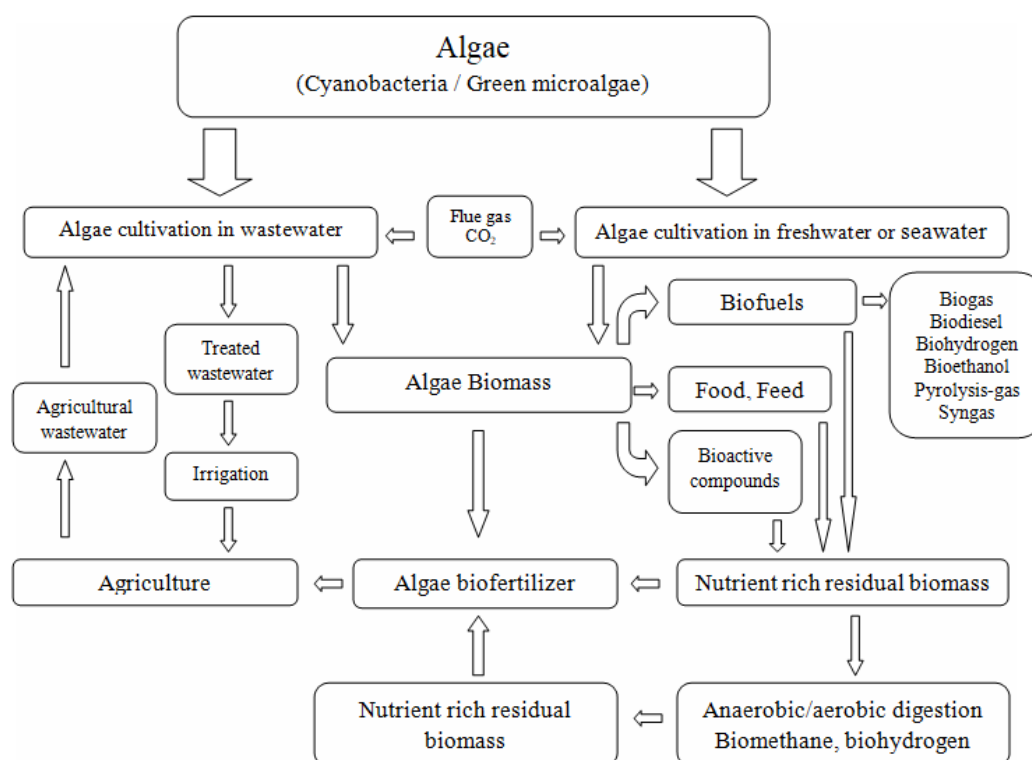 Algae
(Cyanobacteria / Green microalgae)
Algae cultivation in wastewater
Flue gas
CO₂
Algae cultivation in freshwater or seawater
Biofuels
Biogas
Biodiesel
Biohydrogen
Bioethanol
Pyrolysis-gas
Syngas
Treated
wastewater
Algae Biomass
Food, Feed
Agricultural
wastewater
Bioactive
compounds
Irrigation
Agriculture
Algae biofertilizer
Nutrient rich residual biomass
Nutrient rich residual
biomass
Anaerobic/aerobic digestion
Biomethane, biohydrogen